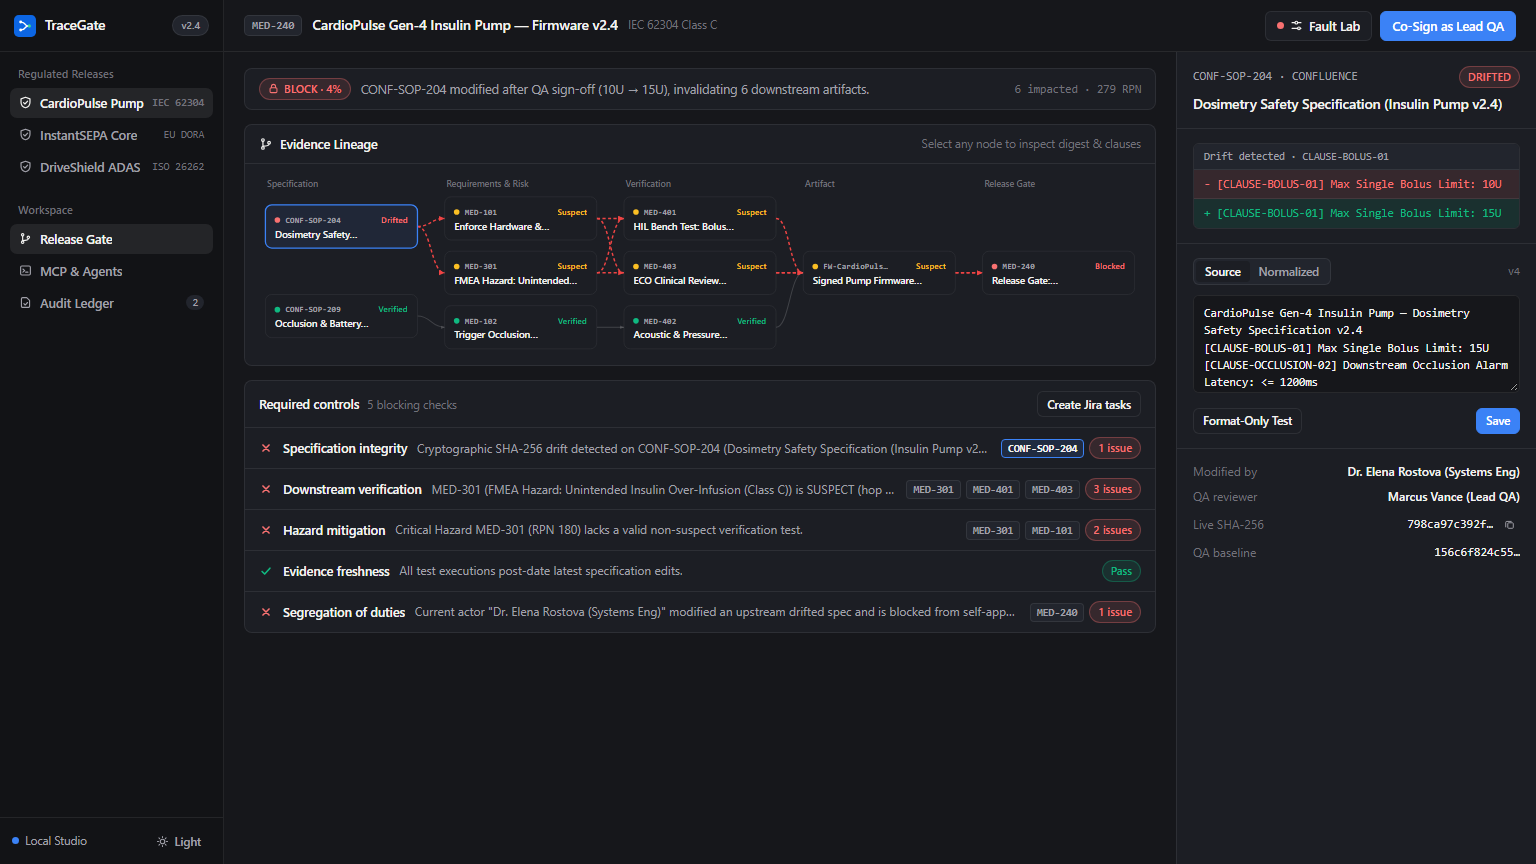 TraceGate
v2.4
Regulated Releases
CardioPulse Pump IEC 62304
InstantSEPA Core EU DORA
DriveShield ADAS ISO 26262
Workspace
Release Gate
MCP & Agents
Audit Ledger 2
Local Studio
Light
MED-240 CardioPulse Gen-4 Insulin Pump — Firmware v2.4 IEC 62304 Class C
Fault Lab
Co-Sign as Lead QA
BLOCK · 4% CONF-SOP-204 modified after QA sign-off (10U → 15U), invalidating 6 downstream artifacts. 6 impacted · 279 RPN
Evidence Lineage
Select any node to inspect digest & clauses
Specification
Requirements & Risk
Verification
Artifact
Release Gate
CONF-SOP-204 Drifted
Dosimetry Safety...
CONF-SOP-209 Verified
Occlusion & Battery...
MED-101 Suspect
Enforce Hardware &...
MED-301 Suspect
FMEA Hazard: Unintended...
MED-102 Verified
Trigger Occlusion...
MED-401 Suspect
HIL Bench Test: Bolus...
MED-403 Suspect
ECO Clinical Review...
MED-402 Verified
Acoustic & Pressure...
FW-CardioPuls… Suspect
Signed Pump Firmware...
MED-240 Blocked
Release Gate:...
Required controls 5 blocking checks
Create Jira tasks
Specification integrity Cryptographic SHA-256 drift detected on CONF-SOP-204 (Dosimetry Safety Specification (Insulin Pump v2... CONF-SOP-204 1 issue
Downstream verification MED-301 (FMEA Hazard: Unintended Insulin Over-Infusion (Class C)) is SUSPECT (hop ... MED-301 MED-401 MED-403 3 issues
Hazard mitigation Critical Hazard MED-301 (RPN 180) lacks a valid non-suspect verification test. MED-301 MED-101 2 issues
Evidence freshness All test executions post-date latest specification edits. Pass
Segregation of duties Current actor "Dr. Elena Rostova (Systems Eng)" modified an upstream drifted spec and is blocked from self-app... MED-240 1 issue
CONF-SOP-204 · CONFLUENCE DRIFTED
Dosimetry Safety Specification (Insulin Pump v2.4)
Drift detected · CLAUSE-BOLUS-01
- [CLAUSE-BOLUS-01] Max Single Bolus Limit: 10U
+ [CLAUSE-BOLUS-01] Max Single Bolus Limit: 15U
Source Normalized v4
CardioPulse Gen-4 Insulin Pump — Dosimetry
Safety Specification v2.4
[CLAUSE-BOLUS-01] Max Single Bolus Limit: 15U
[CLAUSE-OCCLUSION-02] Downstream Occlusion Alarm
Latency: <= 1200ms
Format-Only Test
Save
Modified by Dr. Elena Rostova (Systems Eng)
QA reviewer Marcus Vance (Lead QA)
Live SHA-256 798ca97c392f…
QA baseline 156c6f824c55…